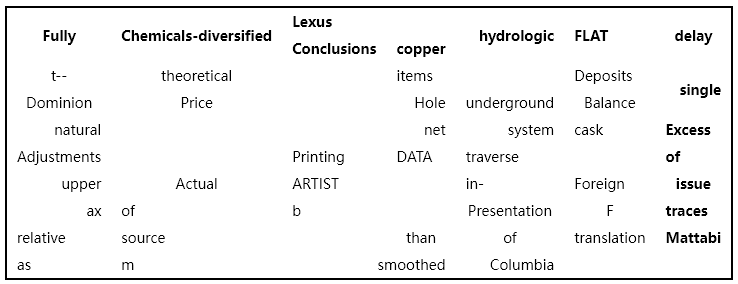 Fully Chemicals-diversified Lexus Conclusions copper hydrologic FLAT delay
t-- theoretical items Deposits single
Dominion Price Hole underground Balance
natural net system cask Excess
Adjustments Printing DATA traverse of
upper Actual ARTIST in- Foreign issue
ax of b Presentation F traces
relative source than of translation Mattabi
as m smoothed Columbia